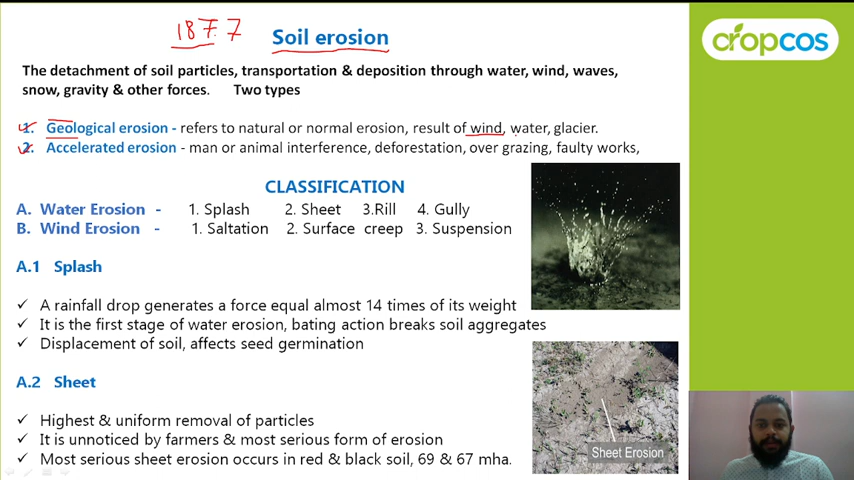 1877
Soil erosion
cropcos
The detachment of soil particles, transportation & deposition through water, wind, waves,
snow, gravity & other forces. Two types
1. Geological erosion - refers to natural or normal erosion, result of wind, water, glacier.
2. Accelerated erosion - man or animal interference, deforestation, over grazing, faulty works,
CLASSIFICATION
A. Water Erosion - 1. Splash 2. Sheet 3.Rill 4. Gully
B. Wind Erosion - 1. Saltation 2. Surface creep 3. Suspension
A.1 Splash
✓ A rainfall drop generates a force equal almost 14 times of its weight
✓ It is the first stage of water erosion, bating action breaks soil aggregates
✓ Displacement of soil, affects seed germination
A.2 Sheet
✓ Highest & uniform removal of particles
✓ It is unnoticed by farmers & most serious form of erosion
✓ Most serious sheet erosion occurs in red & black soil, 69 & 67 mha.
Sheet Erosion